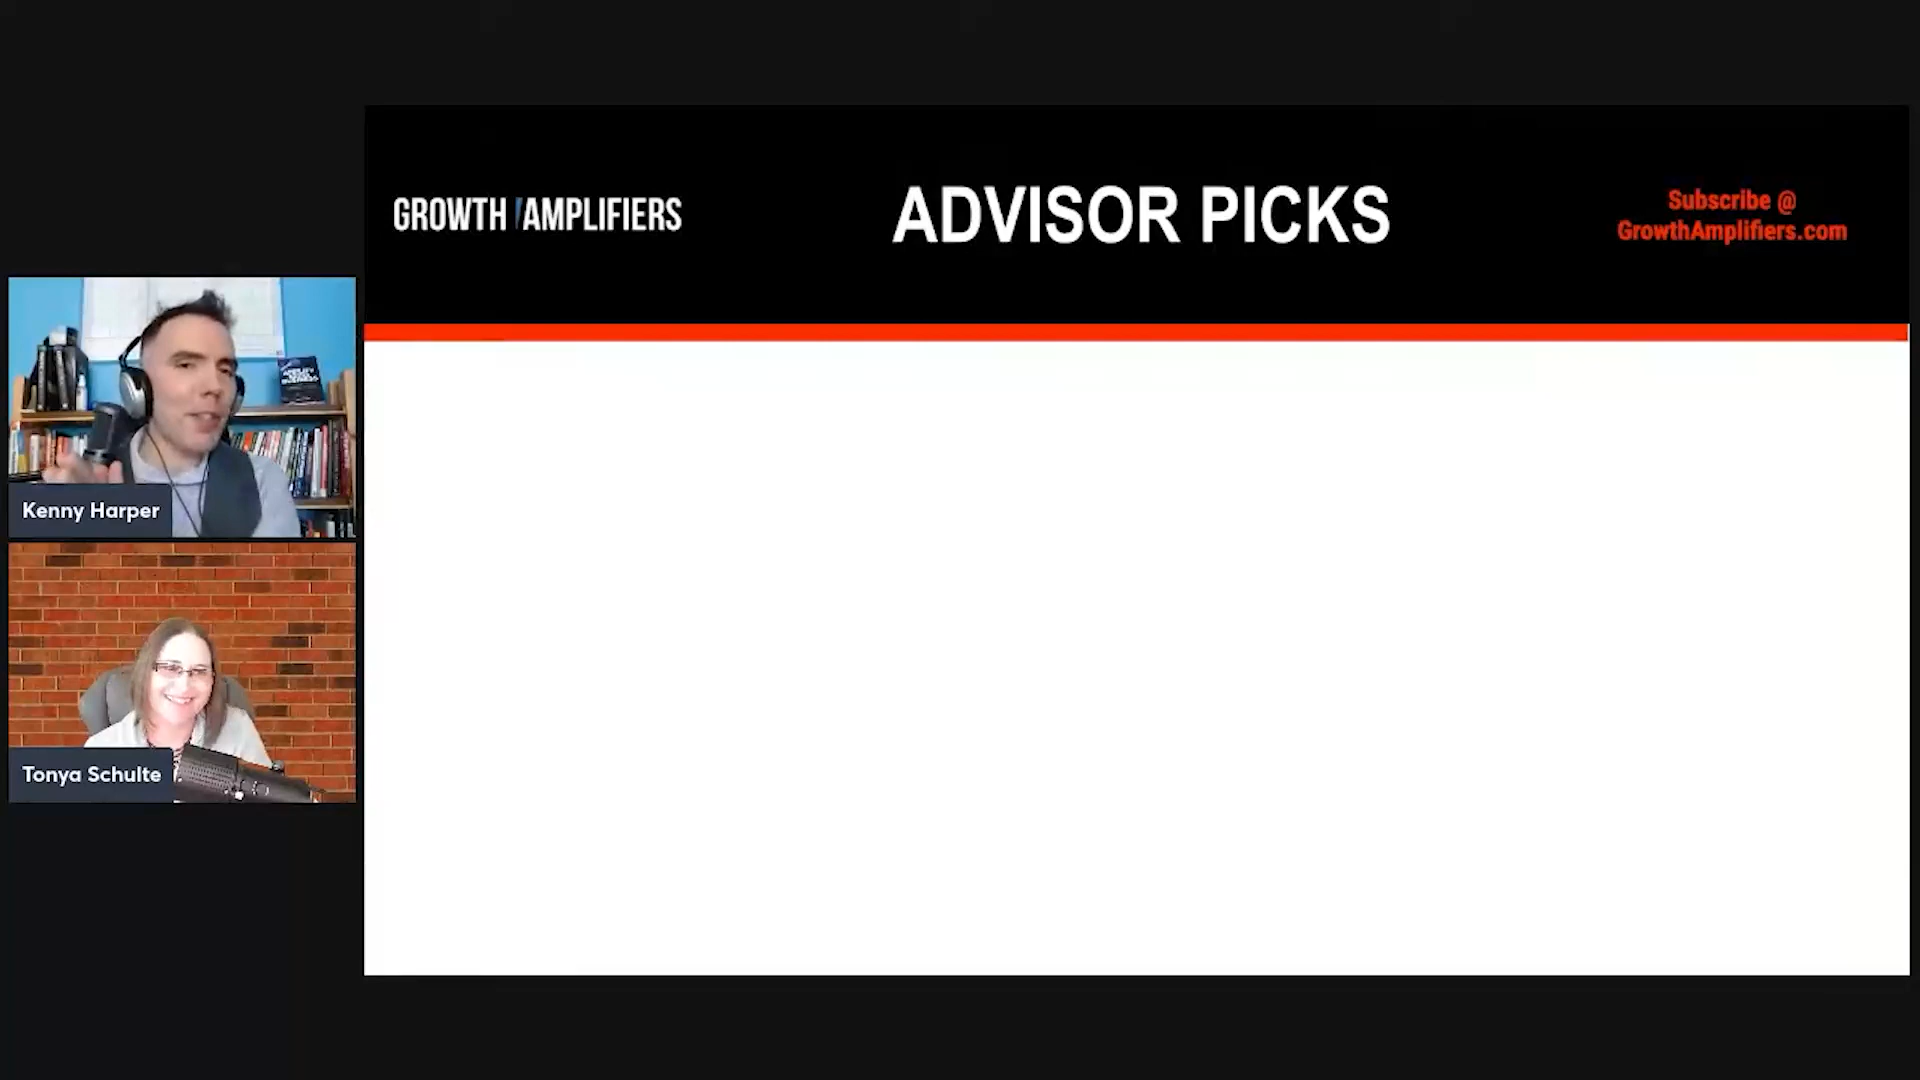 GROWTH AMPLIFIERS
ADVISOR PICKS
Subscribe @
GrowthAmplifiers.com
Kenny Harper
Tonya Schulte